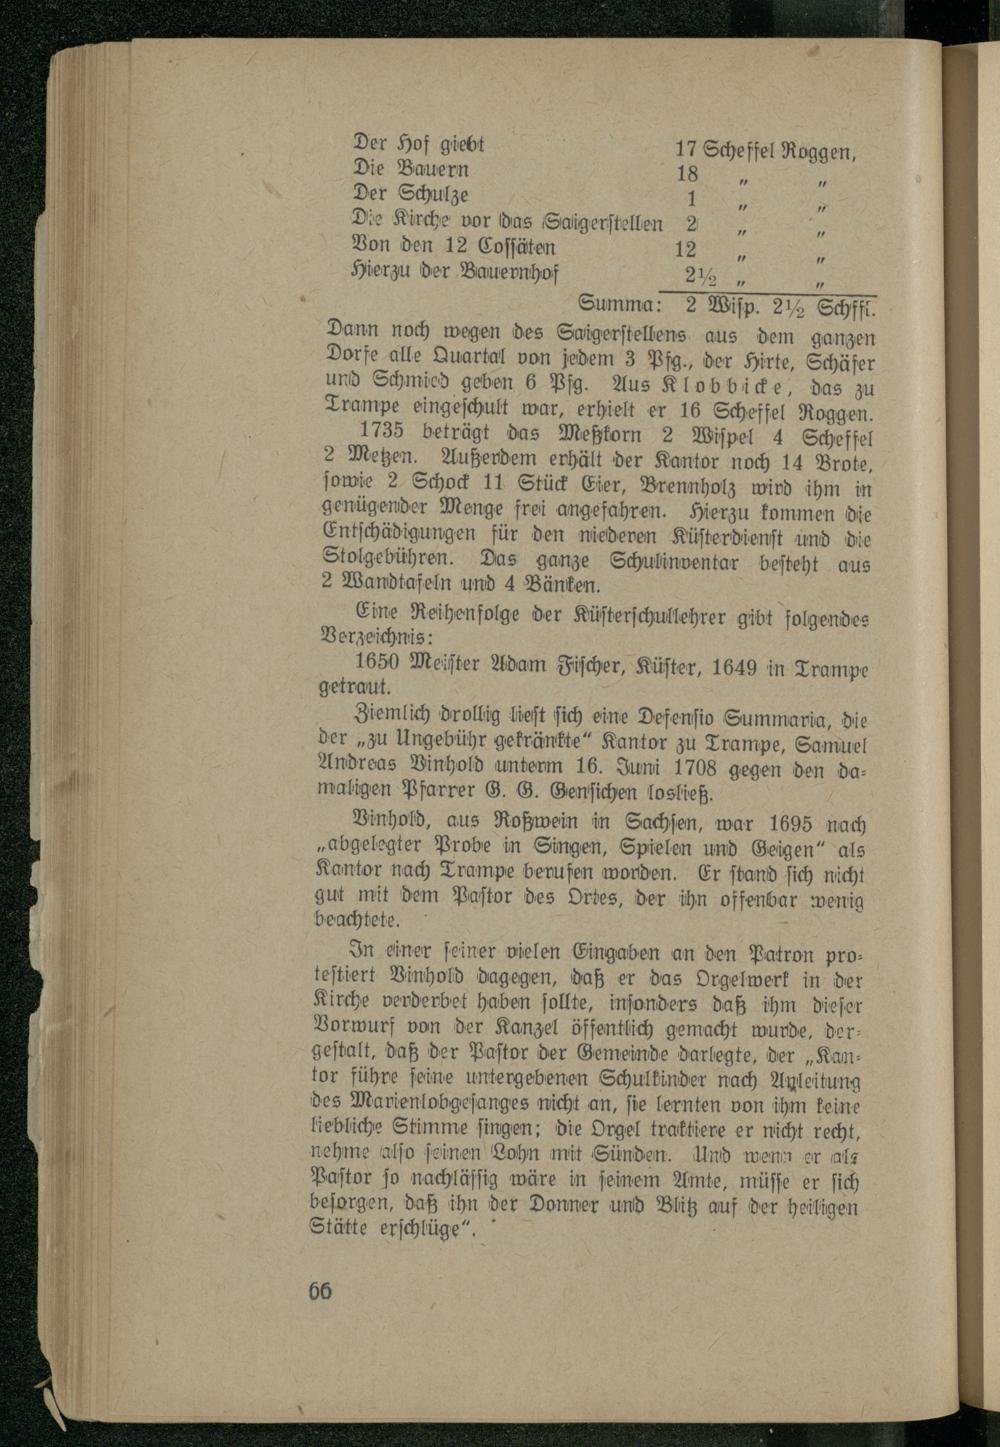 Der Hof giebt 17 Scheffel Roggen,
Die Bauern 18 „ „
Der Schulze 1 „ „
Die Kirche vor das Saigerstellen 2 „ „
Von den 12 Cossäten 12 „ „
Hierzu der Bauernhof 2½ „ „
Summa: 2 Wisp. 2½ Schffl.
Dann noch wegen des Saigerstellens aus dem ganzen
Dorfe alle Quartal von jedem 3 Pfg., der Hirte, Schäfer
und Schmied geben 6 Pfg. Aus Klobbicke, das zu
Trampe eingeschult war, erhielt er 16 Scheffel Roggen.
1735 beträgt das Meßkorn 2 Wispel 4 Scheffel
2 Metzen. Außerdem erhält der Kantor noch 14 Brote,
sowie 2 Schock 11 Stück Eier, Brennholz wird ihm in
genügender Menge frei angefahren. Hierzu kommen die
Entschädigungen für den niederen Küsterdienst und die
Stolgebühren. Das ganze Schulinventar besteht aus
2 Wandtafeln und 4 Bänken.
Eine Reihenfolge der Küsterschullehrer gibt folgendes
Verzeichnis:
1650 Meister Adam Fischer, Küster, 1649 in Trampe
getraut.
Ziemlich drollig liest sich eine Defensio Summaria, die
der „zu Ungebühr gekränkte“ Kantor zu Trampe, Samuel
Andreas Vinhold unterm 16. Juni 1708 gegen den da-
maligen Pfarrer G. G. Gensichen losließ.
Vinhold, aus Roßwein in Sachsen, war 1695 nach
„abgelegter Probe in Singen, Spielen und Geigen“ als
Kantor nach Trampe berufen worden. Er stand sich nicht
gut mit dem Pastor des Ortes, der ihn offenbar wenig
beachtete.
In einer seiner vielen Eingaben an den Patron pro-
testiert Vinhold dagegen, daß er das Orgelwerk in der
Kirche verderbet haben sollte, insonders daß ihm dieser
Vorwurf von der Kanzel öffentlich gemacht wurde, der-
gestalt, daß der Pastor der Gemeinde darlegte, der „Kan-
tor führe seine untergebenen Schulkinder nach Anleitung
des Marienlobgesanges nicht an, sie lernten von ihm keine
liebliche Stimme singen; die Orgel traktiere er nicht recht,
nehme also seinen Lohn mit Sünden. Und wenn er als
Pastor so nachlässig wäre in seinem Amte, müsse er sich
besorgen, daß ihn der Donner und Blitz auf der heiligen
Stätte erschlüge“.
66